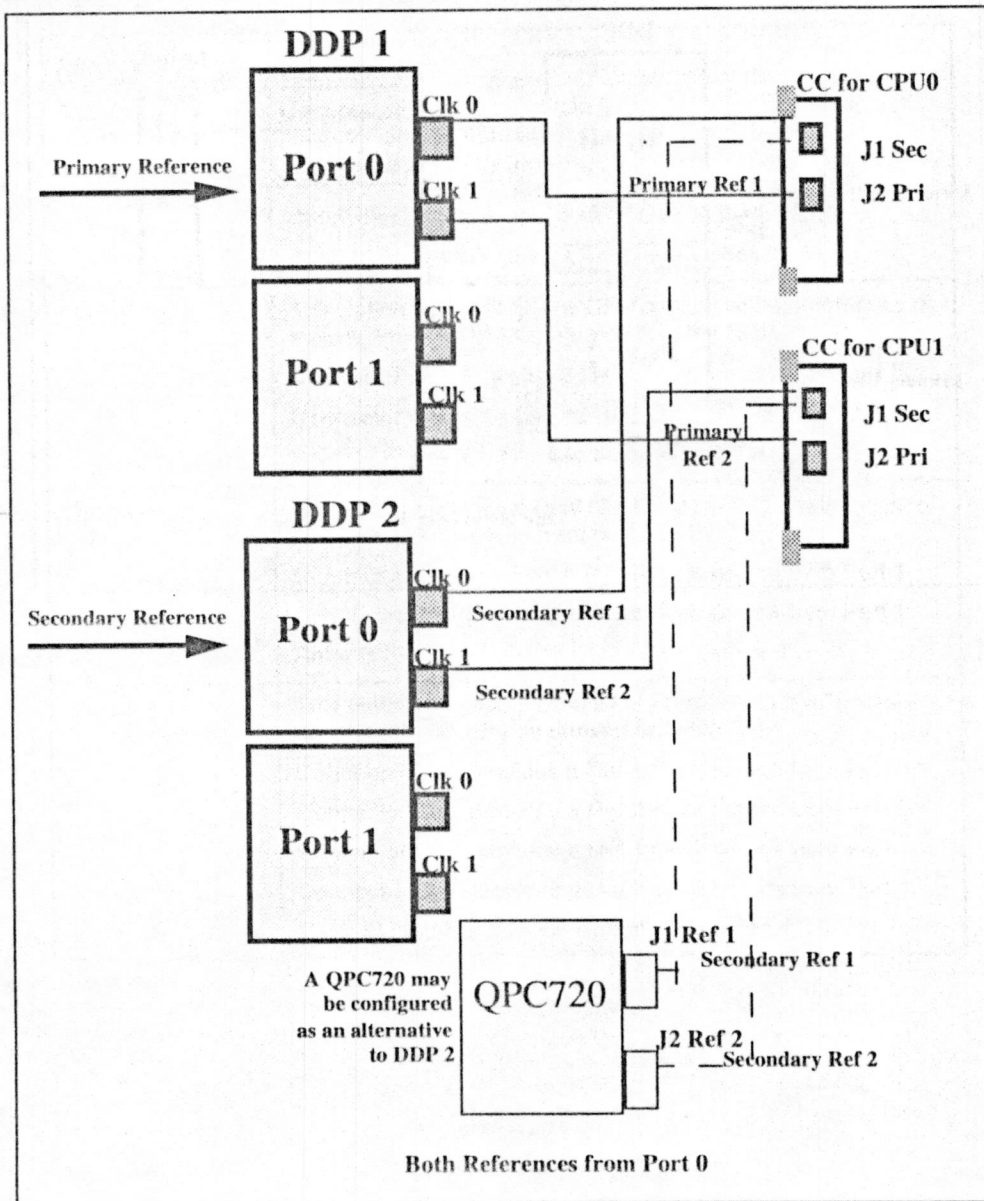 DDP 1
Clk 0
Port 0
Clk 1
Primary Reference
CC for CPU0
J1 Sec
J2 Pri
Primary Ref 1
Clk 0
Port 1
Clk 1
CC for CPU1
J1 Sec
J2 Pri
Primary
Ref 2
DDP 2
Clk 0
Port 0
Clk 1
Secondary Reference
Secondary Ref 1
Secondary Ref 2
Clk 0
Port 1
Clk 1
A QPC720 may
be configured
as an alternative
to DDP 2
QPC720
J1 Ref 1
Secondary Ref 1
J2 Ref 2
Secondary Ref 2
Both References from Port 0